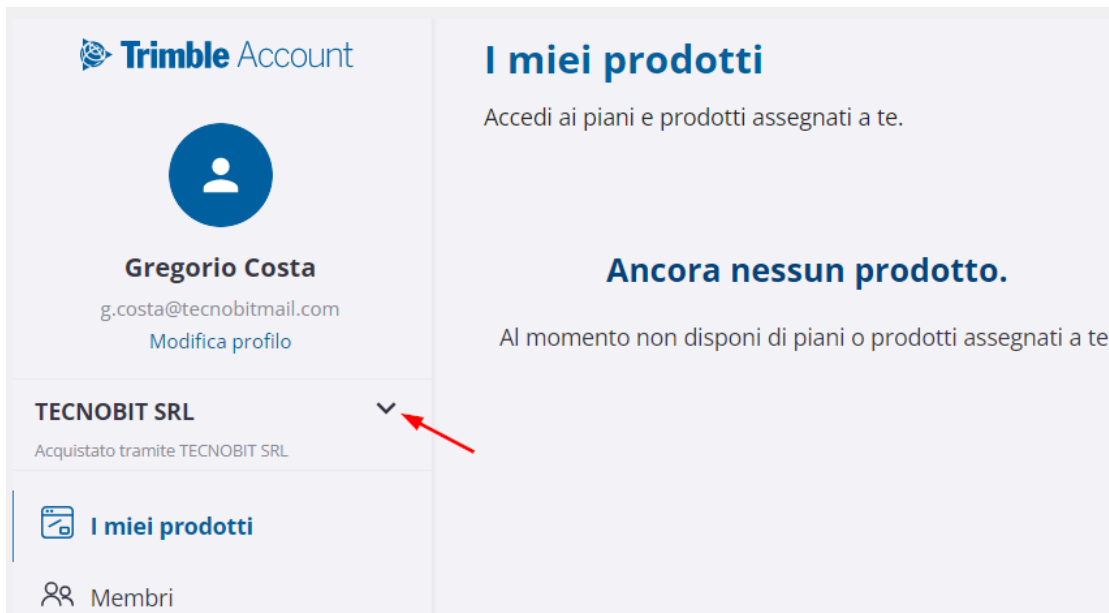 Trimble Account
Gregorio Costa
g.costa@tecnobitmail.com
Modifica profilo
TECNOBIT SRL
Acquistato tramite TECNOBIT SRL
I miei prodotti
Membri
I miei prodotti
Accedi ai piani e prodotti assegnati a te.
Ancora nessun prodotto.
Al momento non disponi di piani o prodotti assegnati a te